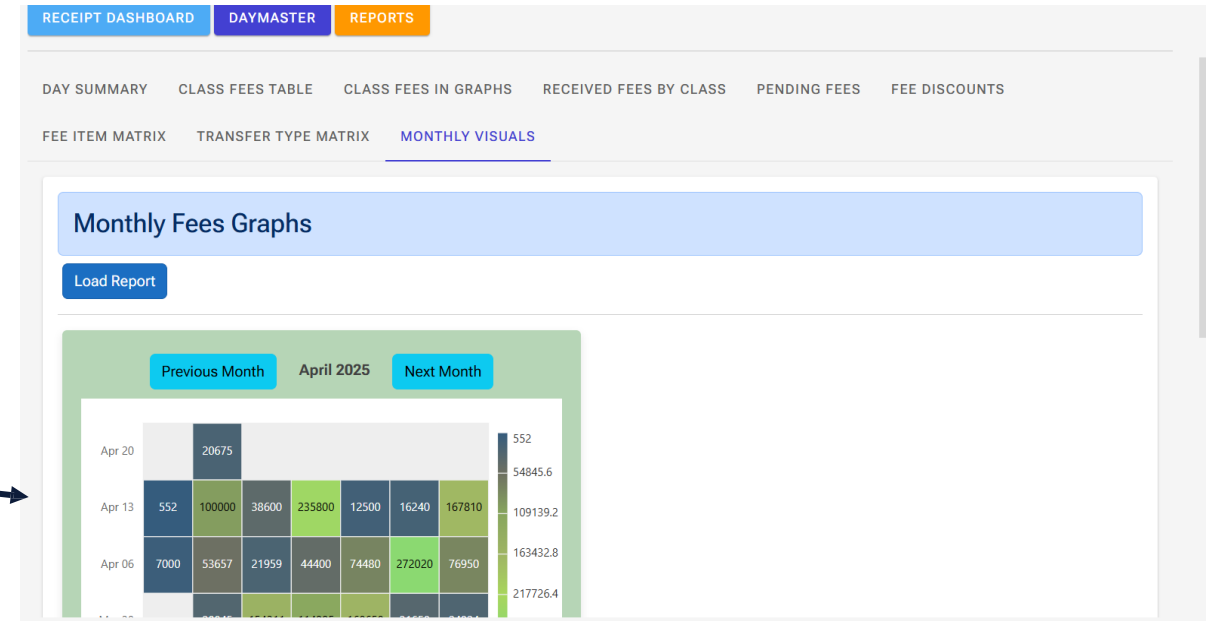 RECEIPT DASHBOARD DAYMASTER REPORTS
DAY SUMMARY CLASS FEES TABLE CLASS FEES IN GRAPHS RECEIVED FEES BY CLASS PENDING FEES FEE DISCOUNTS
FEE ITEM MATRIX TRANSFER TYPE MATRIX MONTHLY VISUALS
Monthly Fees Graphs
Load Report
Previous Month April 2025 Next Month
552
Apr 20 20675
54845.6
Apr 13 552 100000 38600 235800 12500 16240 167810
109139.2
163432.8
Apr 06 7000 53657 21959 44400 74480 272020 76950
217726.4